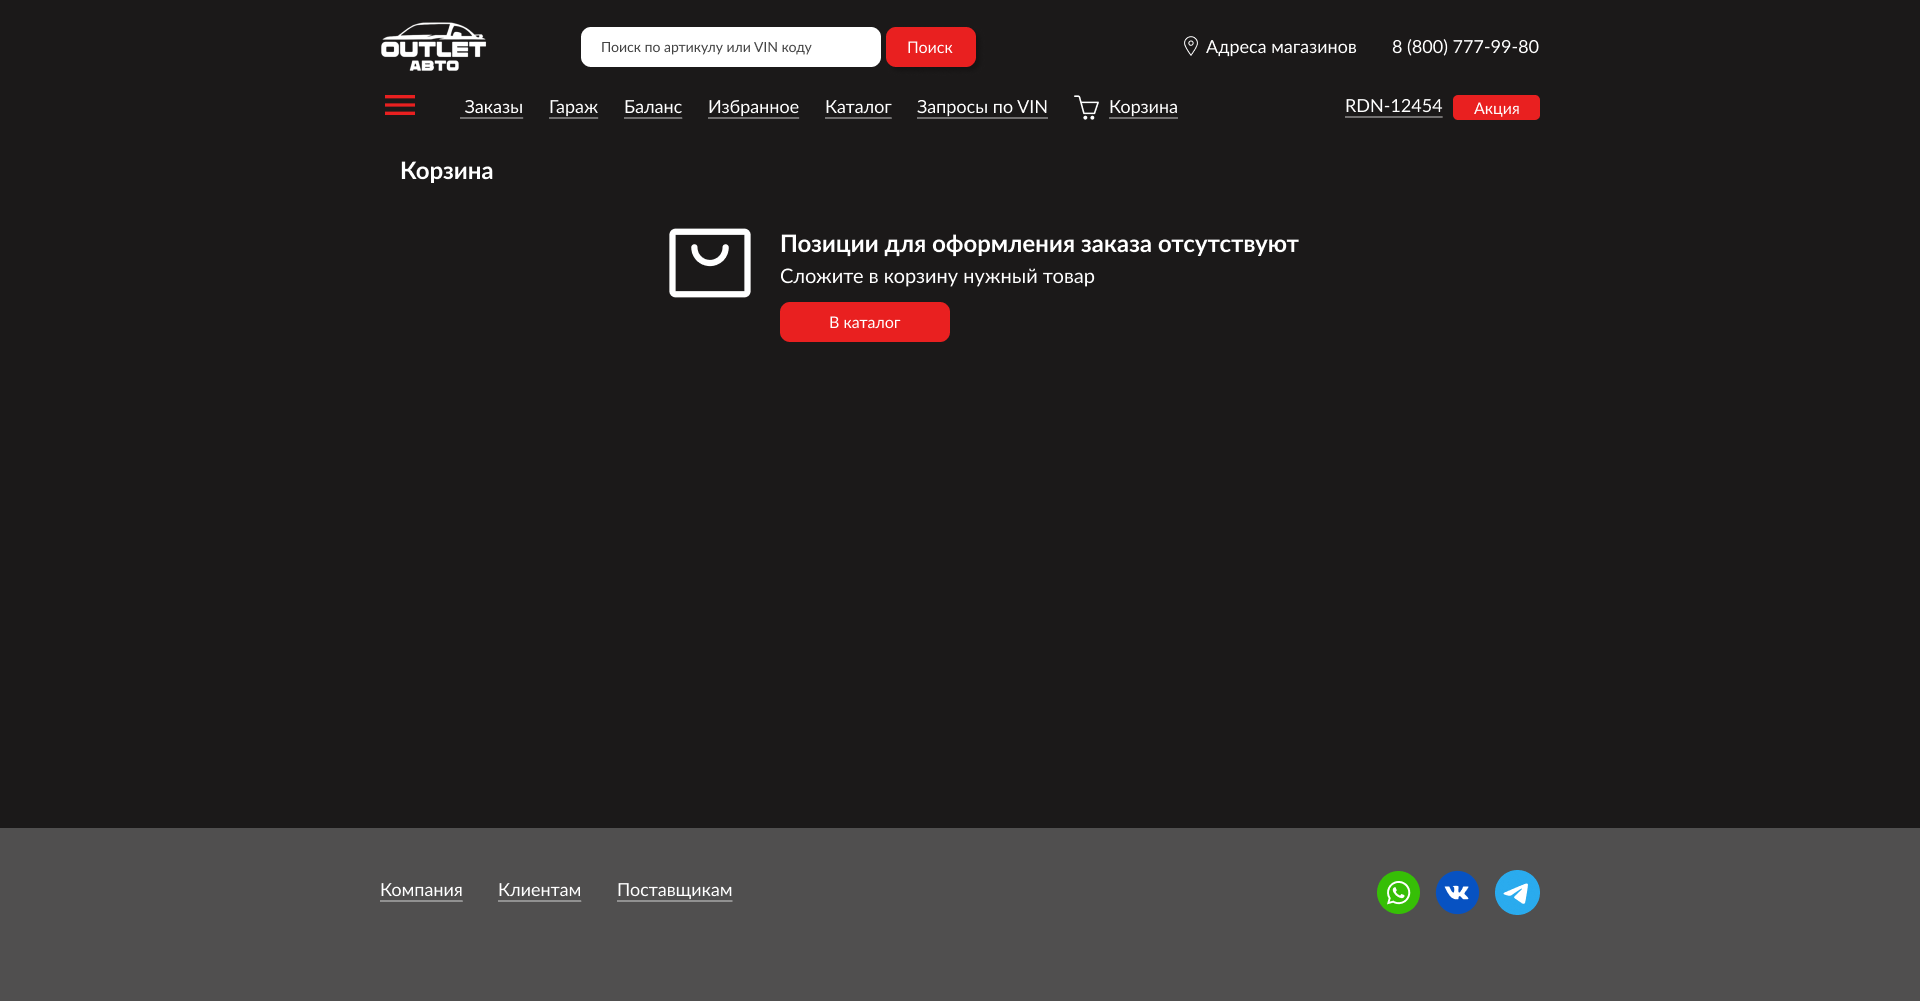 OUTLET
АВТО
Поиск по артикулу или VIN коду
Поиск
Адреса магазинов
8 (800) 777-99-80
Заказы Гараж Баланс Избранное Каталог Запросы по VIN Корзина
RDN-12454
Акция
Корзина
Позиции для оформления заказа отсутствуют
Сложите в корзину нужный товар
В каталог
Компания Клиентам Поставщикам